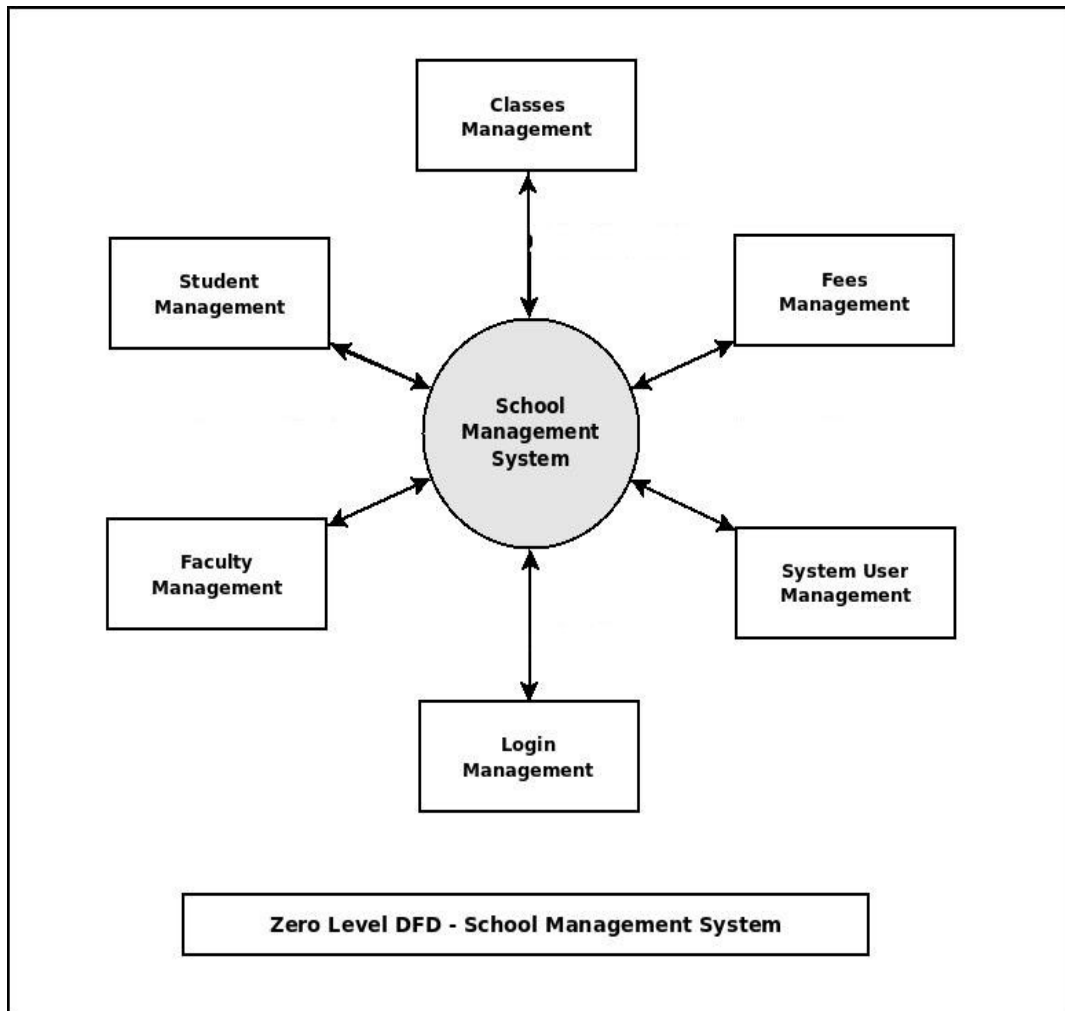 Classes
Management
Student
Management
Fees
Management
School
Management
System
Faculty
Management
System User
Management
Login
Management
Zero Level DFD - School Management System